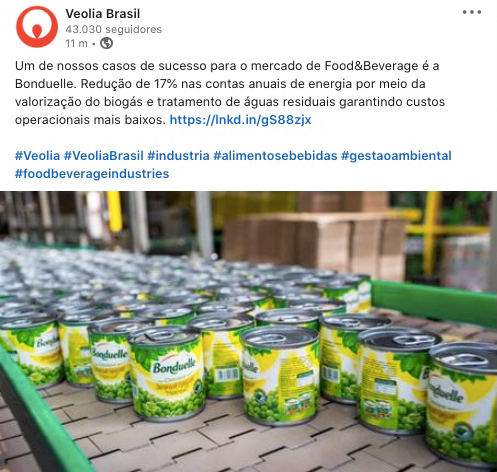 Veolia Brasil
43.030 seguidores
11 m •
Um de nossos casos de sucesso para o mercado de Food&Beverage é a
Bonduelle. Redução de 17% nas contas anuais de energia por meio da
valorização do biogás e tratamento de águas residuais garantindo custos
operacionais mais baixos. https://lnkd.in/gS88zjx
#Veolia #VeoliaBrasil #industria #alimentosebebidas #gestaoambiental
#foodbeverageindustries
Bonduelle
Bonduelle
Bonduelle
Bonduelle